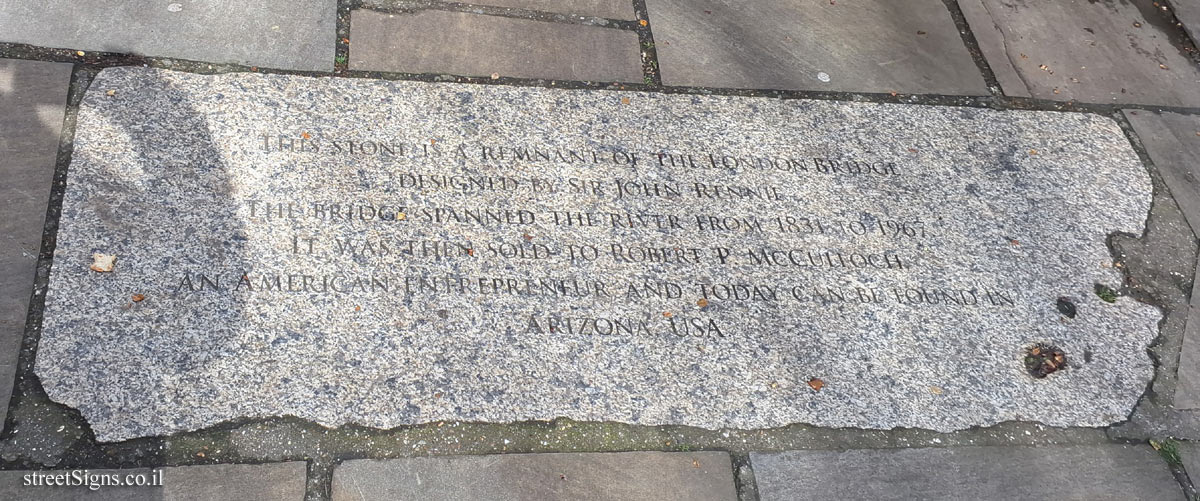 This stone is a remnant of the London Bridge
designed by Sir John Rennie.
The bridge spanned the river from 1831 to 1967.
It was then sold to Robert P. McCulloch,
an American Entrepreneur and today can be found in
Arizona, USA.
streetSigns.co.il